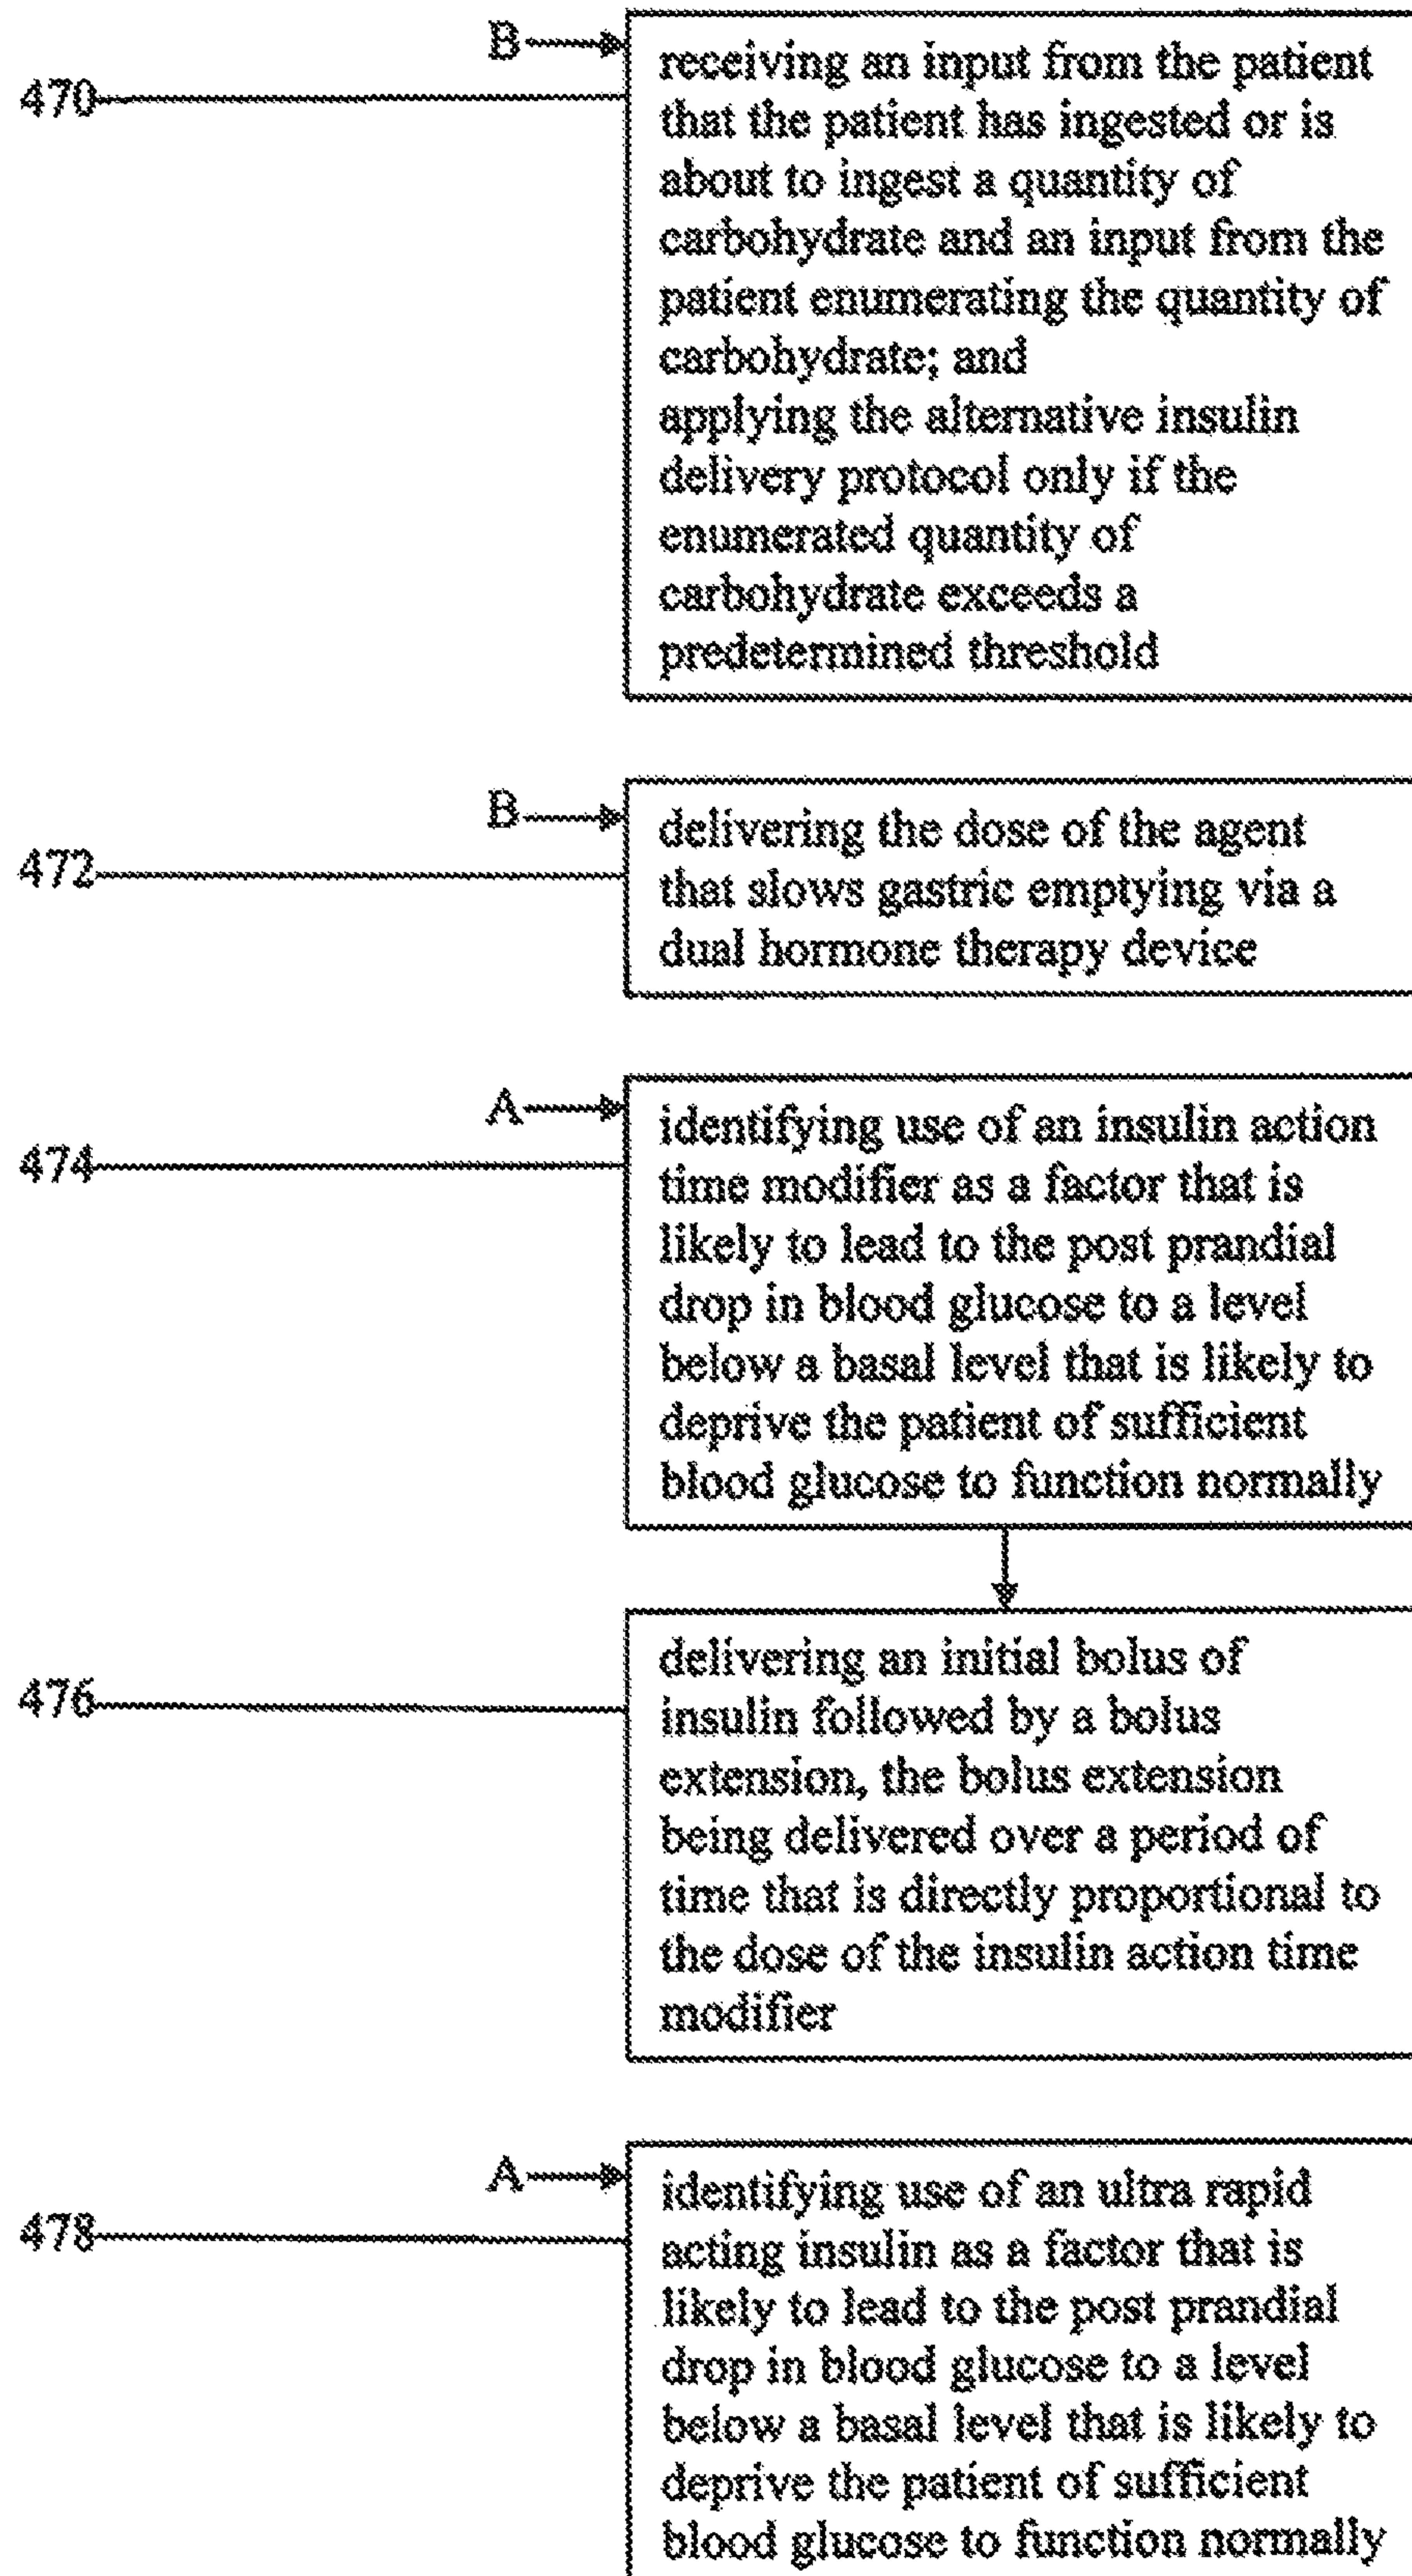 B
470
receiving an input from the patient
that the patient has ingested or is
about to ingest a quantity of
carbohydrate and an input from the
patient enumerating the quantity of
carbohydrate; and
applying the alternative insulin
delivery protocol only if the
enumerated quantity of
carbohydrate exceeds a
predetermined threshold
B
472
delivering the dose of the agent
that slows gastric emptying via a
dual hormone therapy device
A
474
identifying use of an insulin action
time modifier as a factor that is
likely to lead to the post prandial
drop in blood glucose to a level
below a basal level that is likely to
deprive the patient of sufficient
blood glucose to function normally
476
delivering an initial bolus of
insulin followed by a bolus
extension, the bolus extension
being delivered over a period of
time that is directly proportional to
the dose of the insulin action time
modifier
A
478
identifying use of an ultra rapid
acting insulin as a factor that is
likely to lead to the post prandial
drop in blood glucose to a level
below a basal level that is likely to
deprive the patient of sufficient
blood glucose to function normally